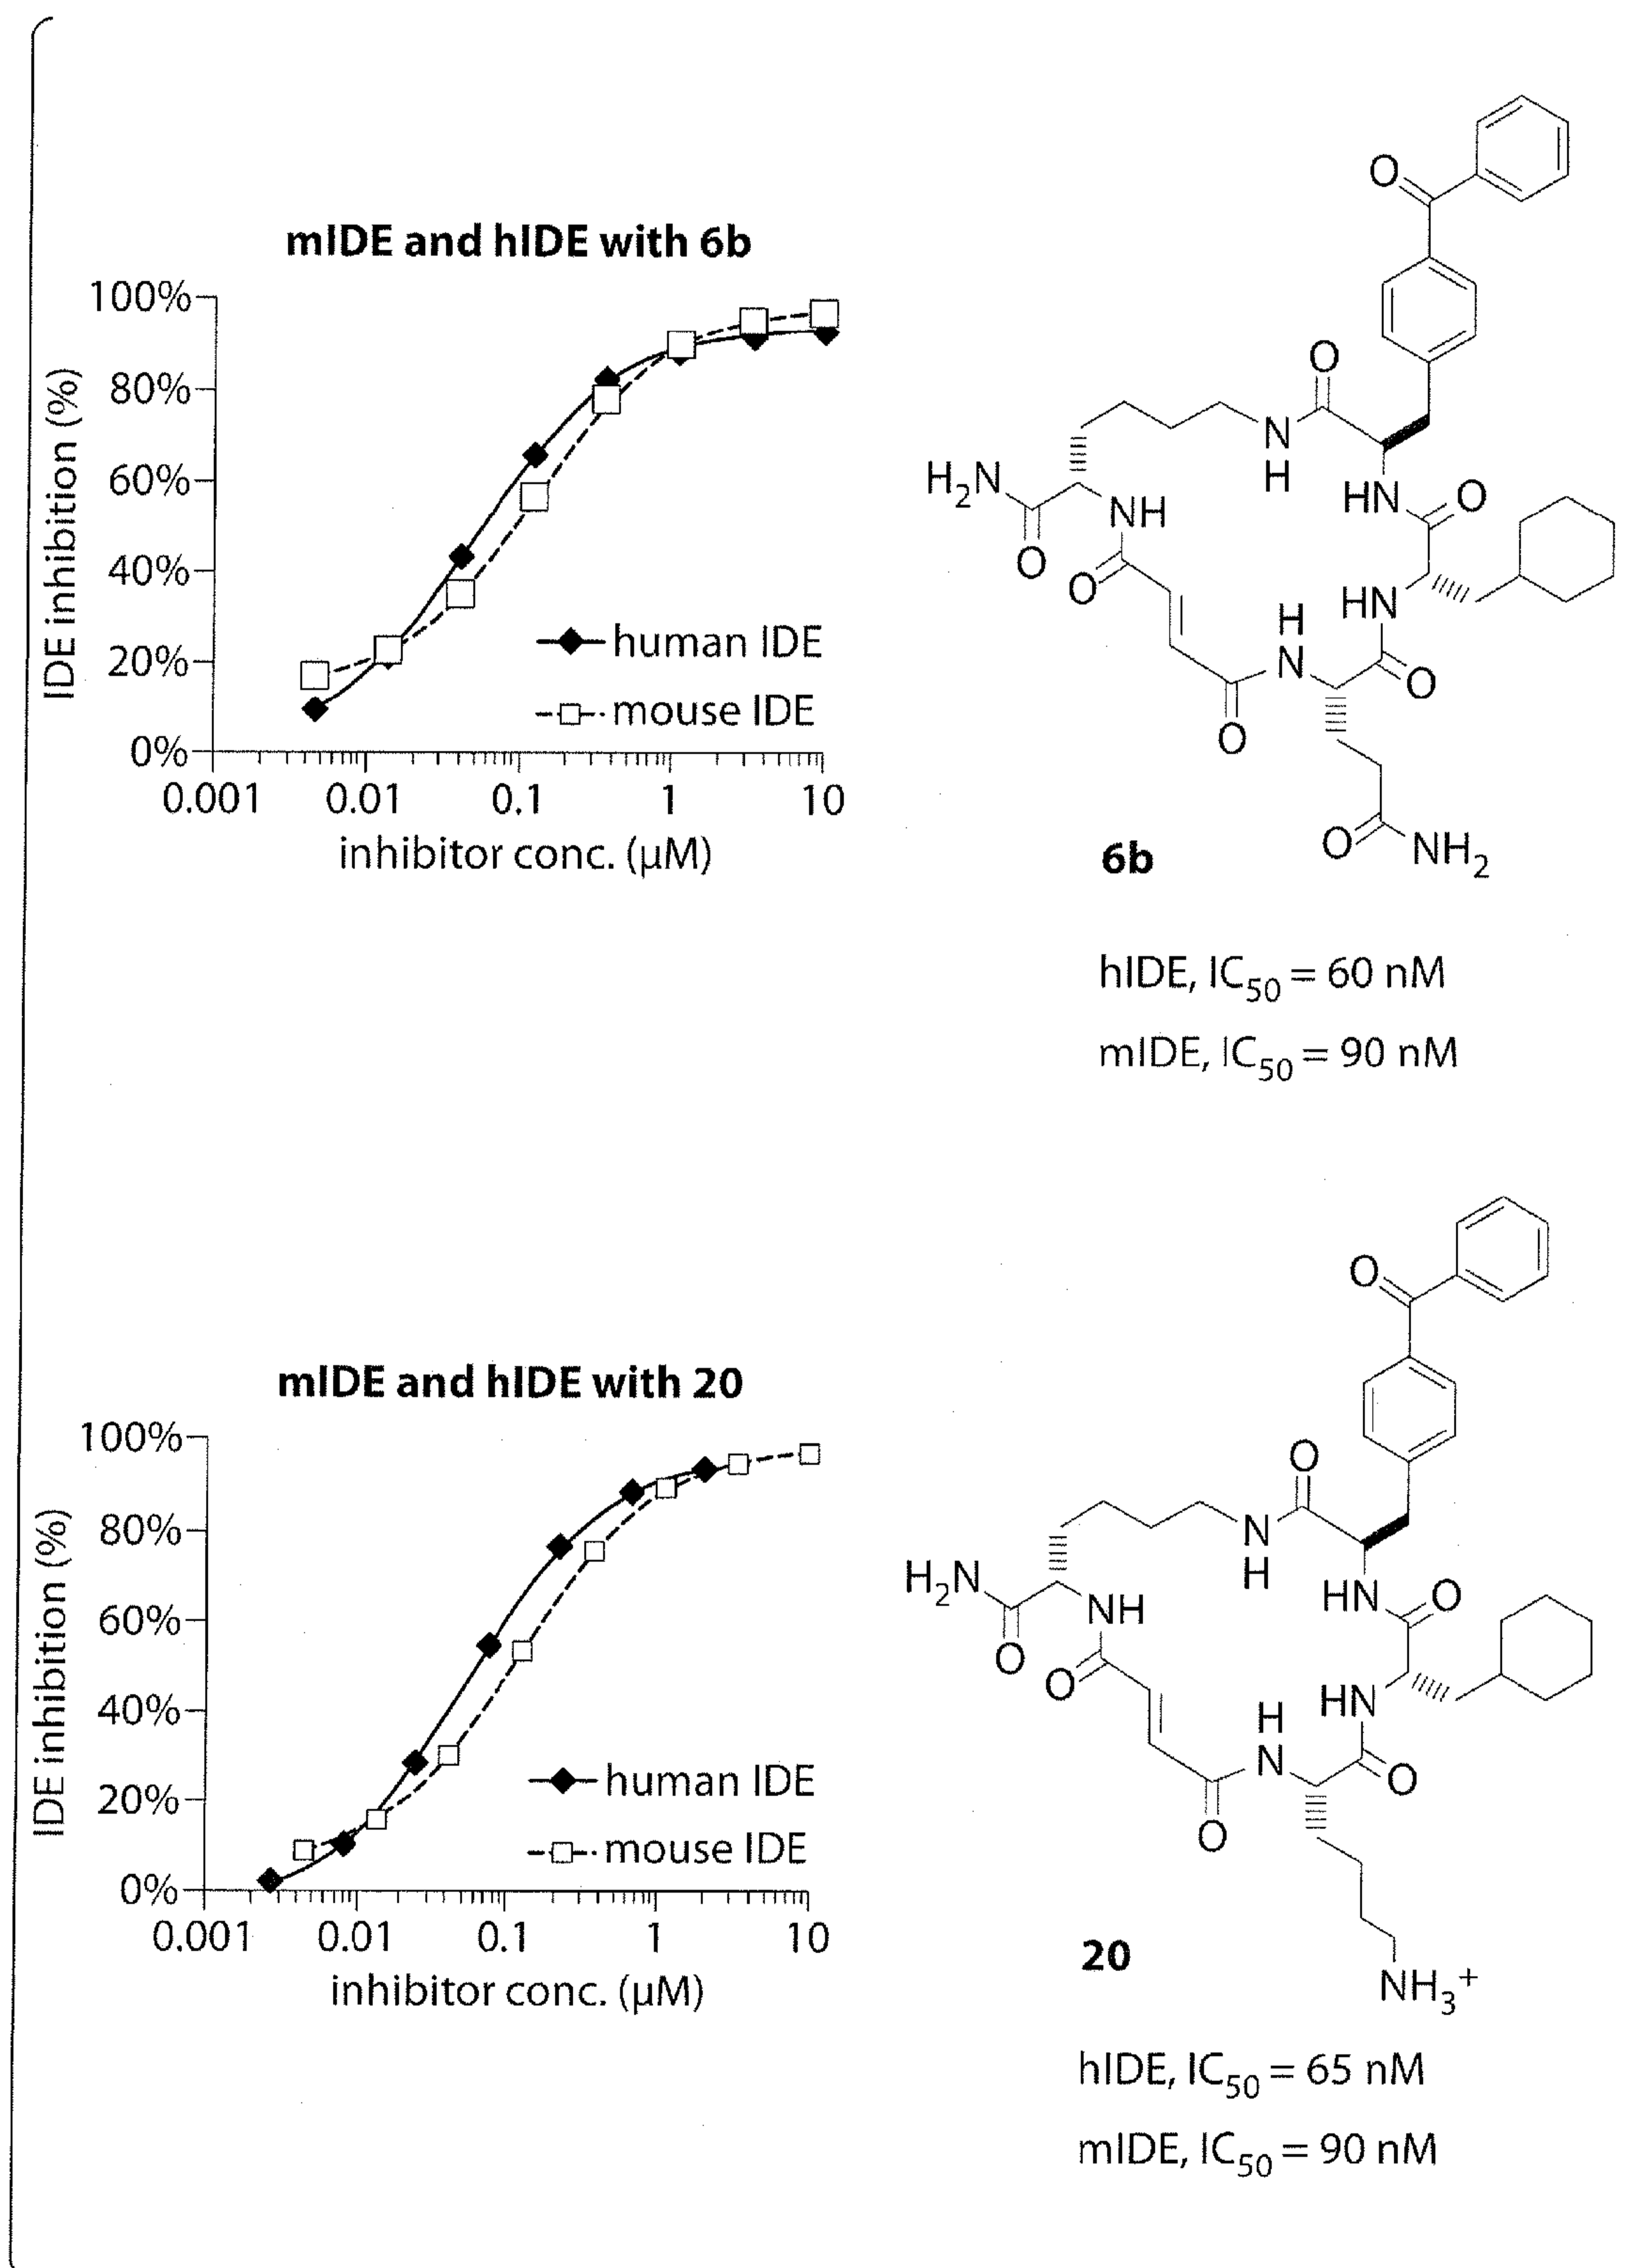 mIDE and hIDE with 6b
IDE inhibition (%)
100%
80%
60%
40%
20%
0%
0.001
0.01
0.1
1
10
inhibitor conc. (µM)
human IDE
mouse IDE
O
O
N
H
H2N
O
NH
O
HN
O
HN
H
N
O
O
O
NH2
6b
hIDE, IC50 = 60 nM
mIDE, IC50 = 90 nM
mIDE and hIDE with 20
IDE inhibition (%)
100%
80%
60%
40%
20%
0%
0.001
0.01
0.1
1
10
inhibitor conc. (µM)
human IDE
mouse IDE
O
O
N
H
H2N
O
NH
O
HN
O
HN
H
N
O
O
NH3+
20
hIDE, IC50 = 65 nM
mIDE, IC50 = 90 nM